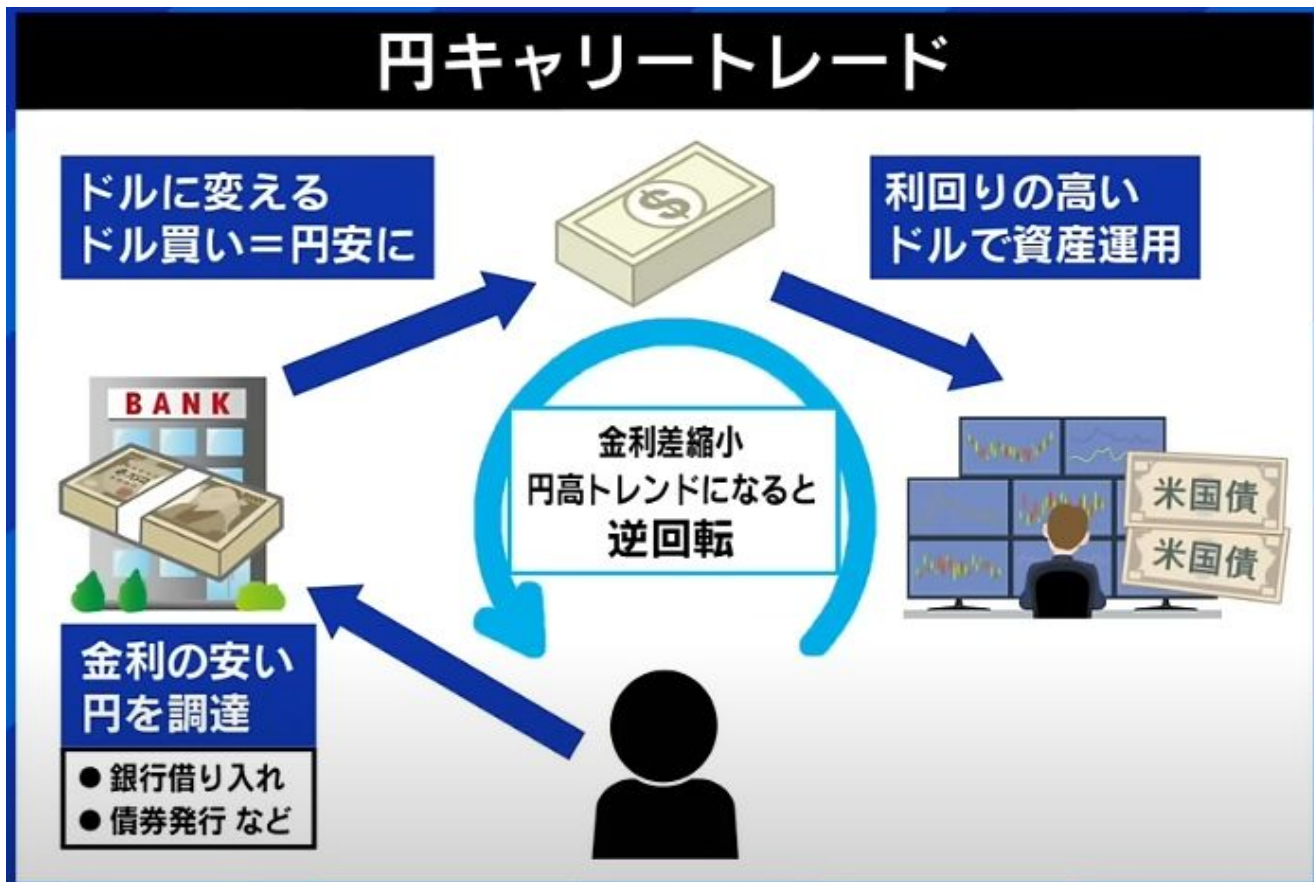 円キャリートレード
ドルに変える
ドル買い＝円安に
利回りの高い
ドルで資産運用
BANK
金利差縮小
円高トレンドになると
逆回転
米国債
米国債
金利の安い
円を調達
● 銀行借り入れ
● 債券発行 など